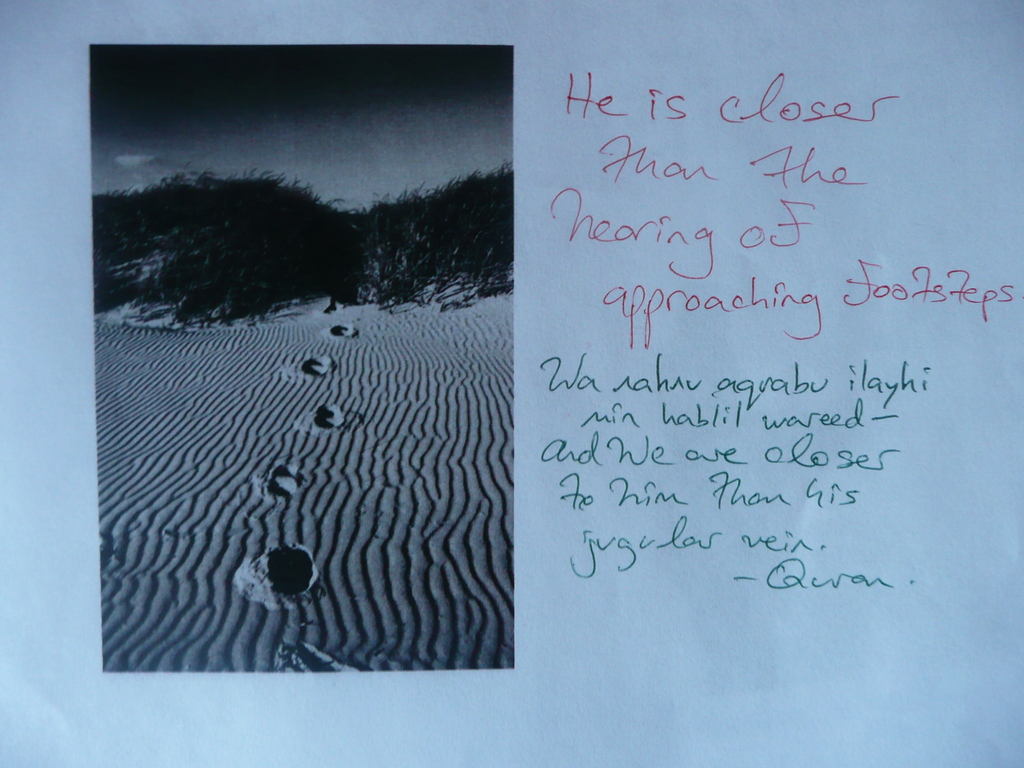 He is closer
than the
hearing of
approaching footsteps.
Wa nahnu aqrabu ilayhi
min hablil wareed –
and We are closer
to him than his
jugular vein.
– Quran.